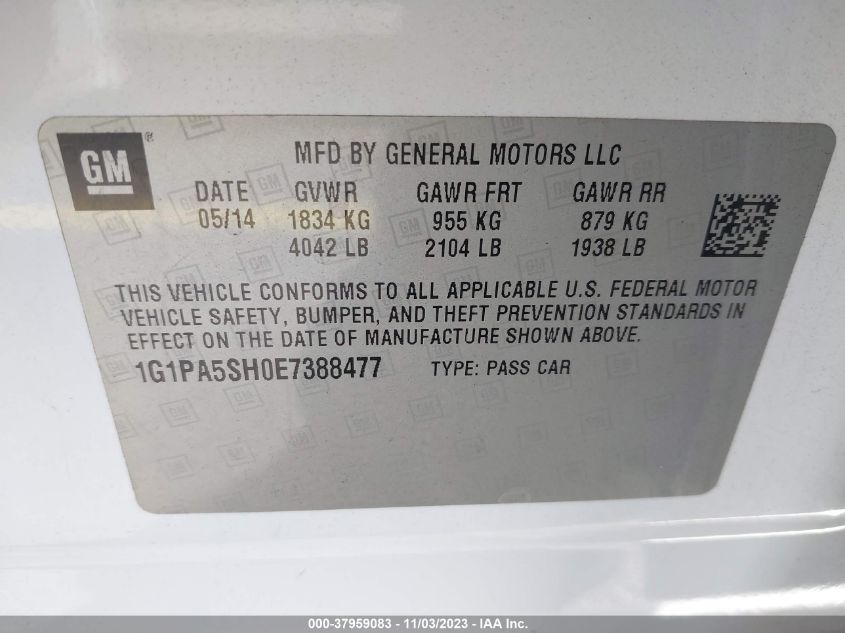 GM ®
MFD BY GENERAL MOTORS LLC
DATE GVWR GAWR FRT GAWR RR
05/14 1834 KG 955 KG 879 KG
4042 LB 2104 LB 1938 LB
THIS VEHICLE CONFORMS TO ALL APPLICABLE U.S. FEDERAL MOTOR
VEHICLE SAFETY, BUMPER, AND THEFT PREVENTION STANDARDS IN
EFFECT ON THE DATE OF MANUFACTURE SHOWN ABOVE.
1G1PA5SH0E7388477 TYPE: PASS CAR
000-37959083 - 11/03/2023 - IAA Inc.